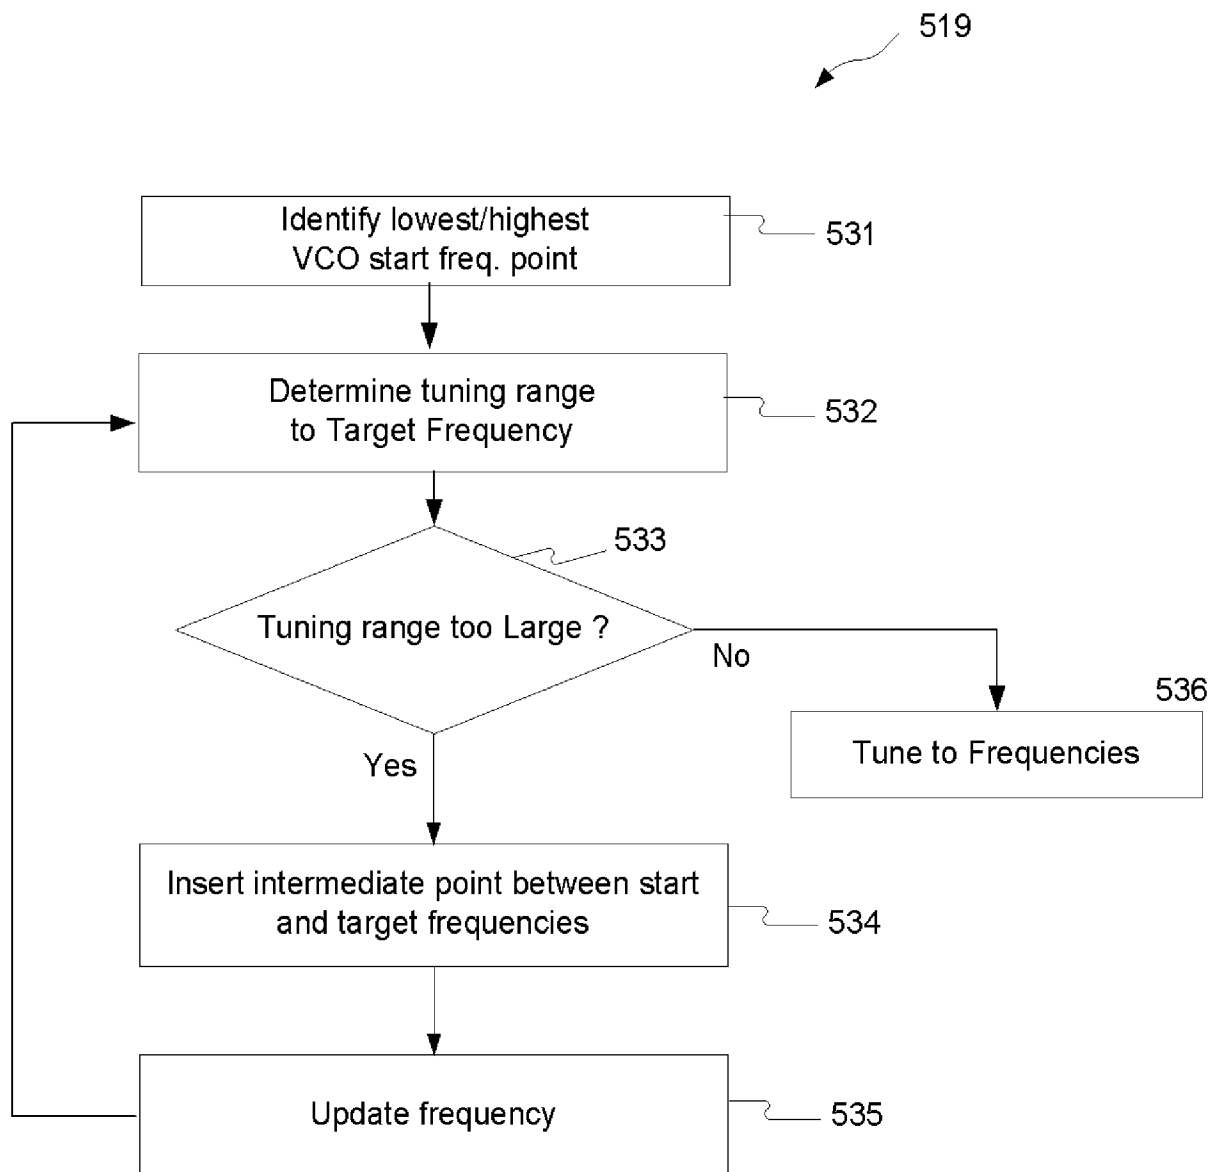 519
Identify lowest/highest
VCO start freq. point
531
Determine tuning range
to Target Frequency
532
533
Tuning range too Large ?
No
536
Tune to Frequencies
Yes
Insert intermediate point between start
and target frequencies
534
Update frequency
535